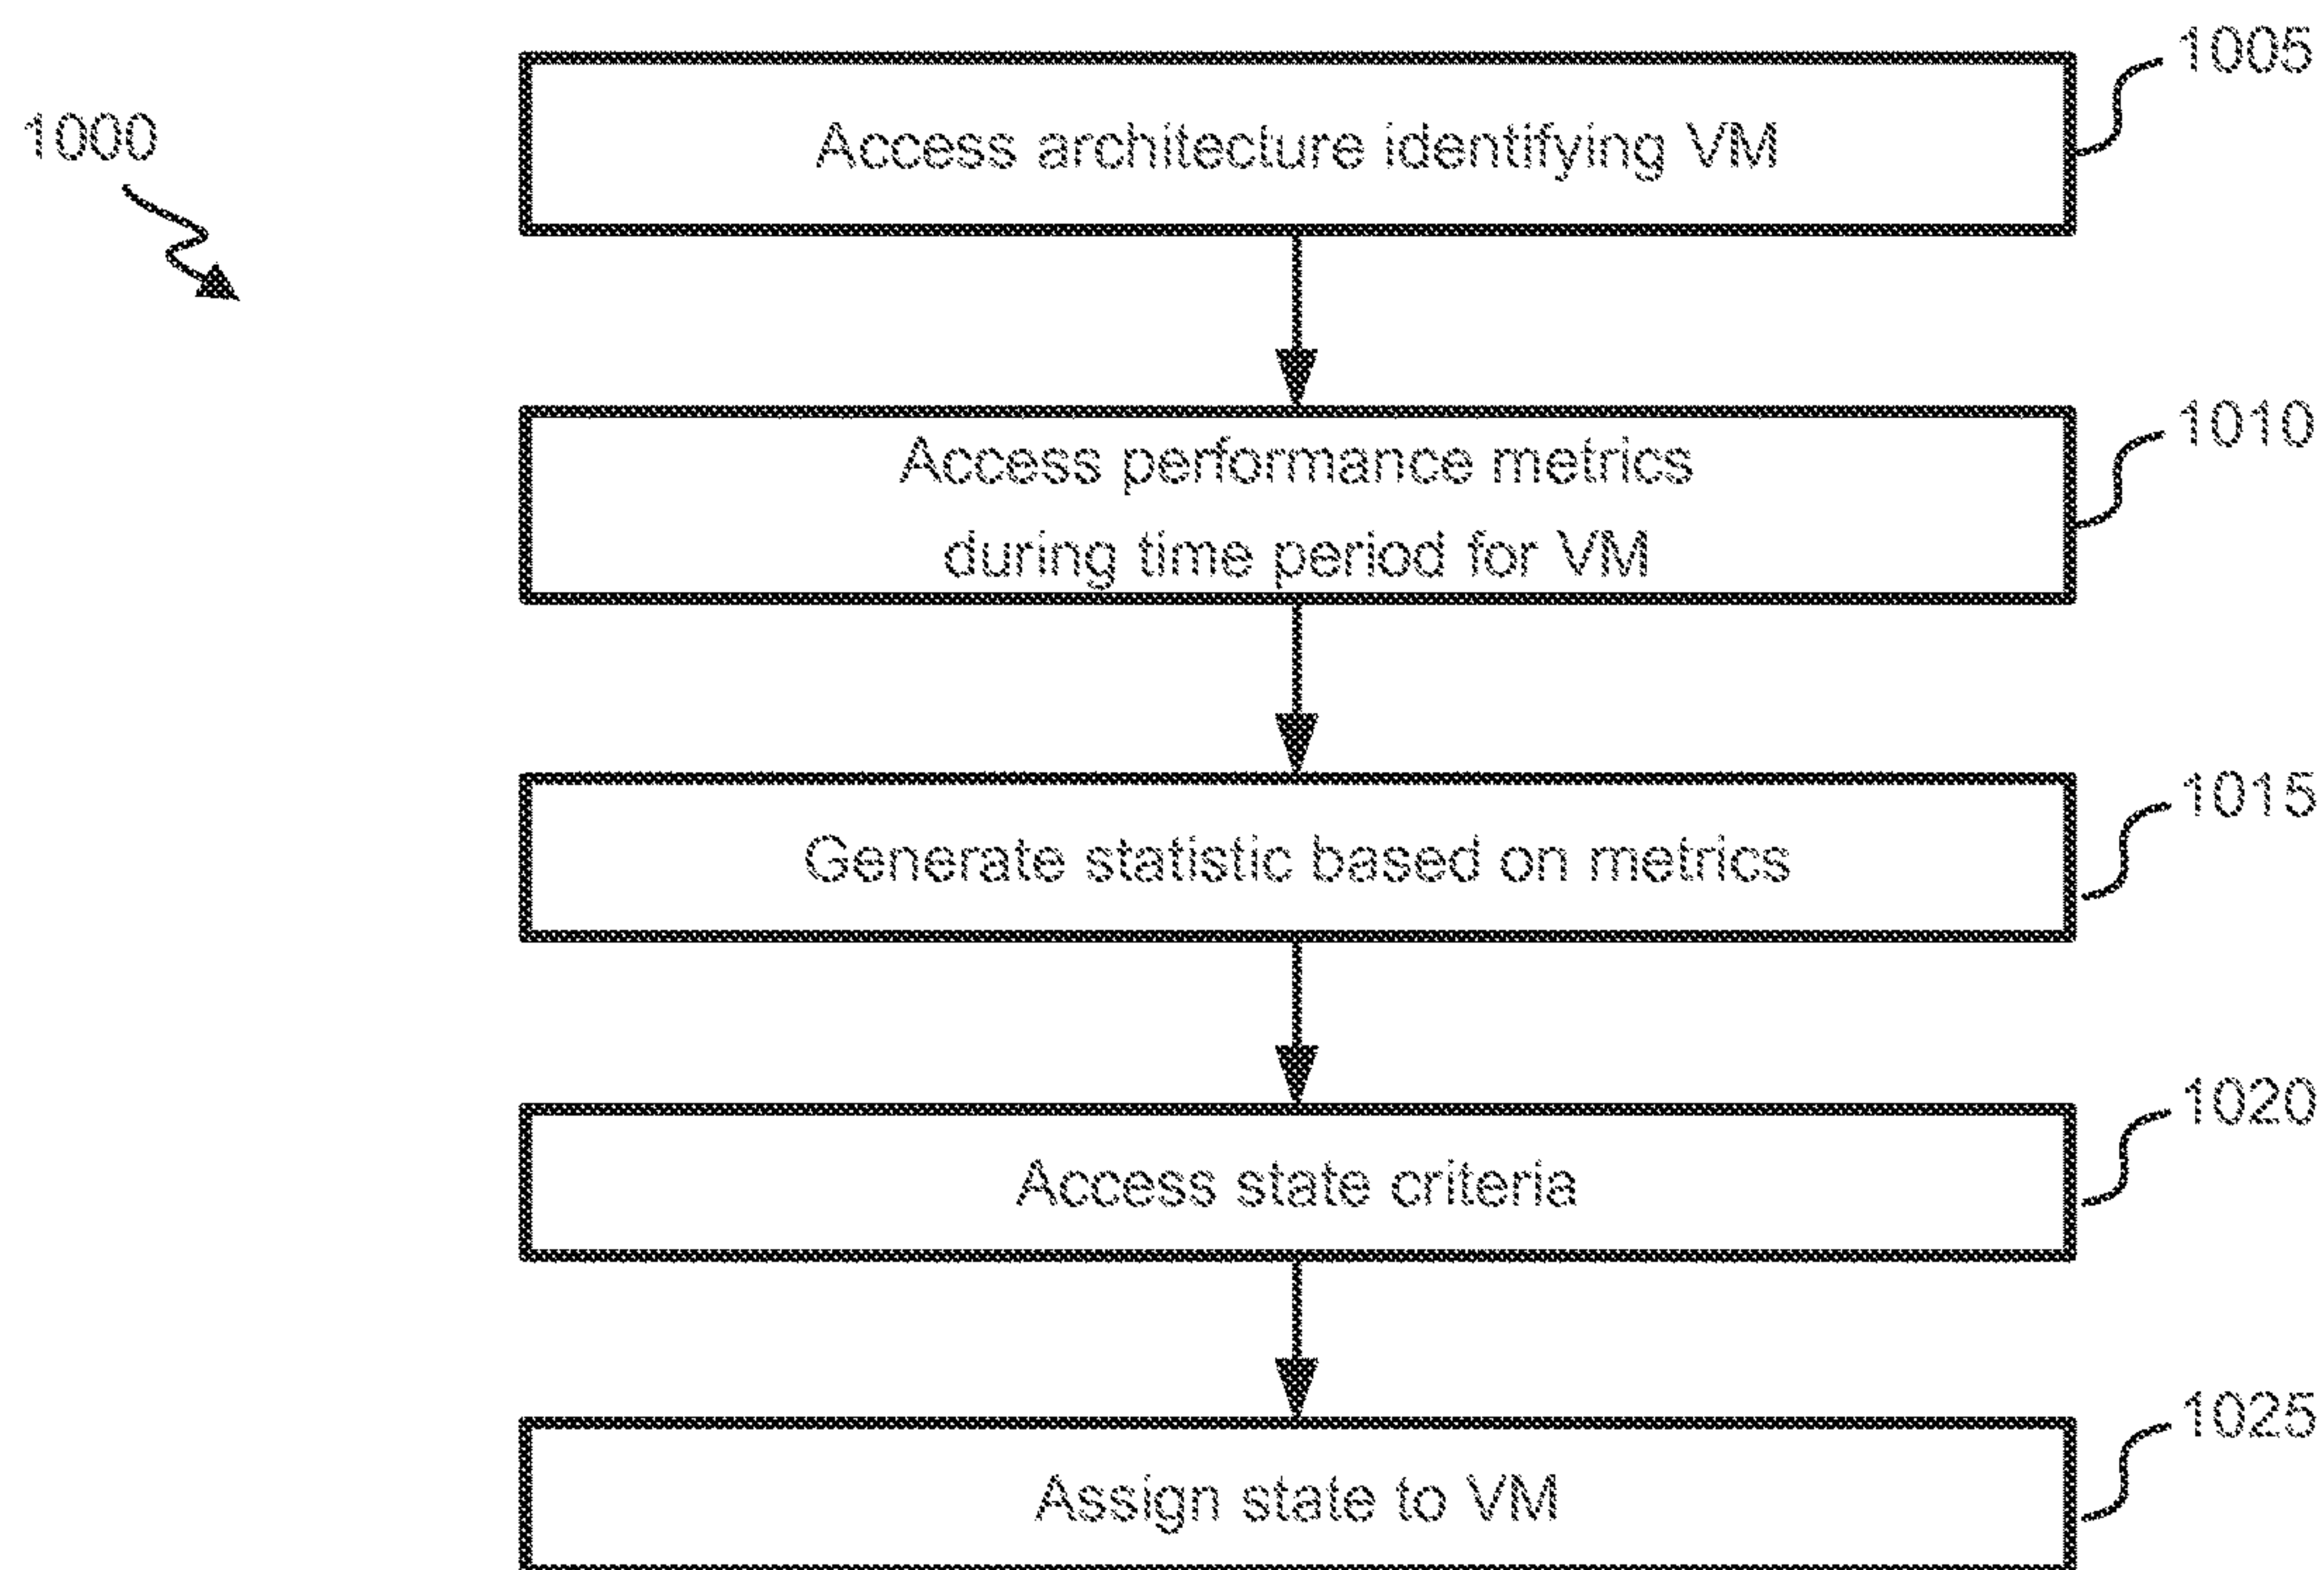 1000
1005
Access architecture identifying VM
1010
Access performance metrics
during time period for VM
1015
Generate statistic based on metrics
1020
Access state criteria
1025
Assign state to VM